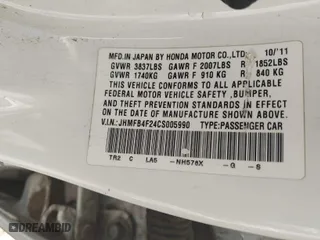 MFD.IN JAPAN BY HONDA MOTOR CO.,LTD. 10/'11
GVWR 3837LBS GAWR F 2007LBS R 1852LBS
GVWR 1740KG GAWR F 910 KG R 840 KG
THIS VEHICLE CONFORMS TO ALL APPLICABLE
FEDERAL MOTOR VEHICLE SAFETY ,BUMPER,
AND THEFT PREVENTION STANDARDS IN EFFECT
ON THE DATE OF MANUFACTURE SHOWN ABOVE.
V.I.N.: JHMFB4F24CS005990 TYPE:PASSENGER CAR
TR2 C LA5 -NH578X -G -S
DREAMBID